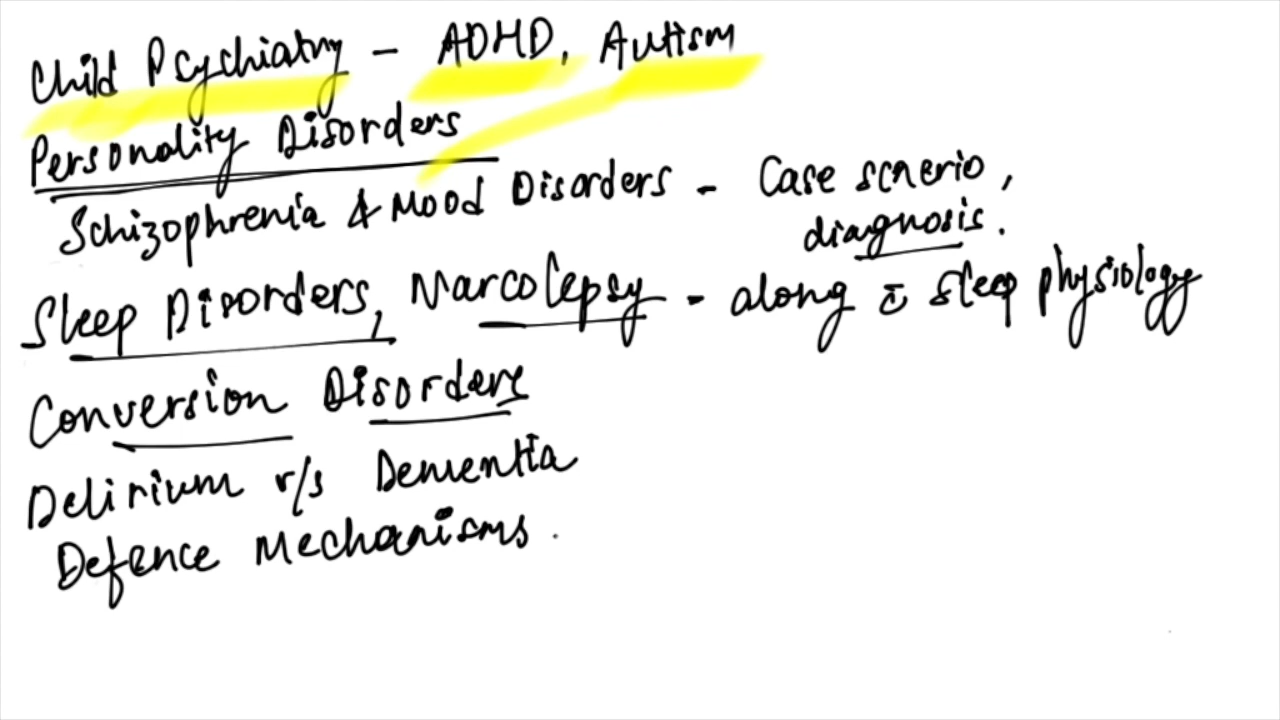 Child Psychiatry - ADHD, Autism
Personality Disorders
Schizophrenia & Mood Disorders - Case scnerio,
diagnosis.
Sleep Disorders, Narcolepsy - along c̄ sleep physiology
Conversion Disorders
Delirium v/s Dementia
Defence Mechanisms.